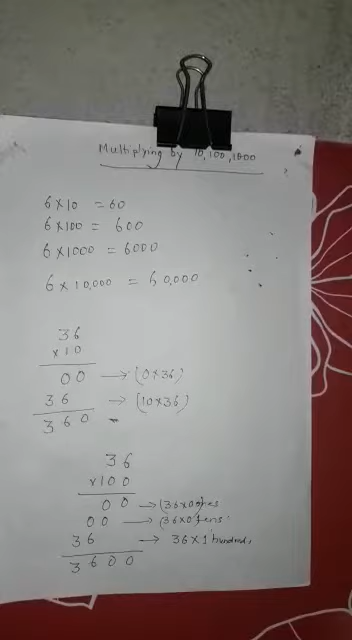 Multiplying by 10, 100, 1000
6 × 10 = 60
6 × 100 = 600
6 × 1000 = 6000
6 × 10,000 = 60,000
36
× 10
00 → (0×36)
36 → (10×36)
360
36
× 100
00 → (36×0)ones
00 → (36×0)tens
36 → 36×1 hundreds
3600